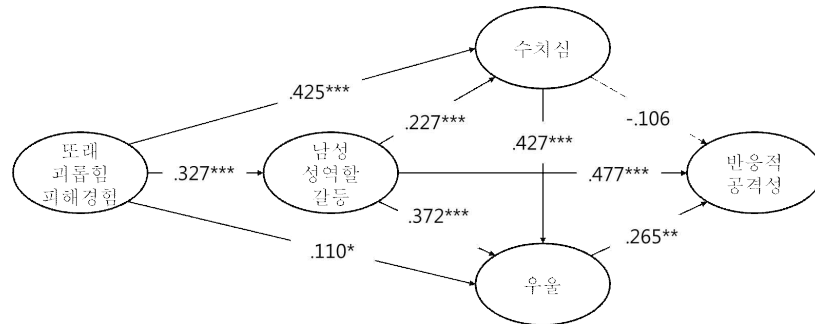 수치심
.425***
.227***
-.106
.427***
또래
괴롭힘
피해경험
.327***
남성
성역할
갈등
.477***
반응적
공격성
.372***
.110*
.265**
우울